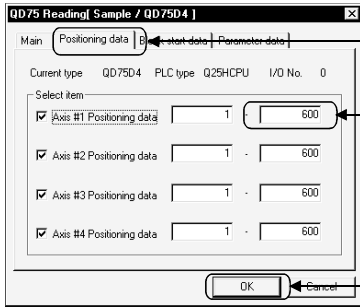 QD75 Reading[ Sample / QD75D4 ]
Main Positioning data Block start data Parameter data
Current type QD75D4 PLC type Q25HCPU I/O No. 0
Select item
Axis #1 Positioning data 1 - 600
Axis #2 Positioning data 1 - 600
Axis #3 Positioning data 1 - 600
Axis #4 Positioning data 1 - 600
OK Cancel